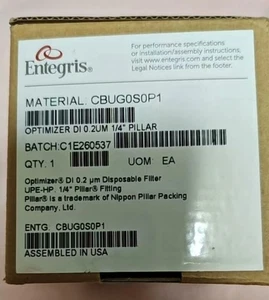 Entegris®
For performance specifications
or installation/assembly instructions,
visit www.entegris.com and select the
Legal Notices link from the footer.
MATERIAL: CBUG0S0P1
OPTIMIZER DI 0.2UM 1/4" PILLAR
BATCH:C1E260537
QTY: 1 UOM: EA
Optimizer® DI 0.2 µm Disposable Filter
UPE-HP, 1/4" Pillar® Fitting
Pillar® is a trademark of Nippon Pillar Packing
Company, Ltd.
ENTG: CBUG0S0P1
ASSEMBLED IN USA